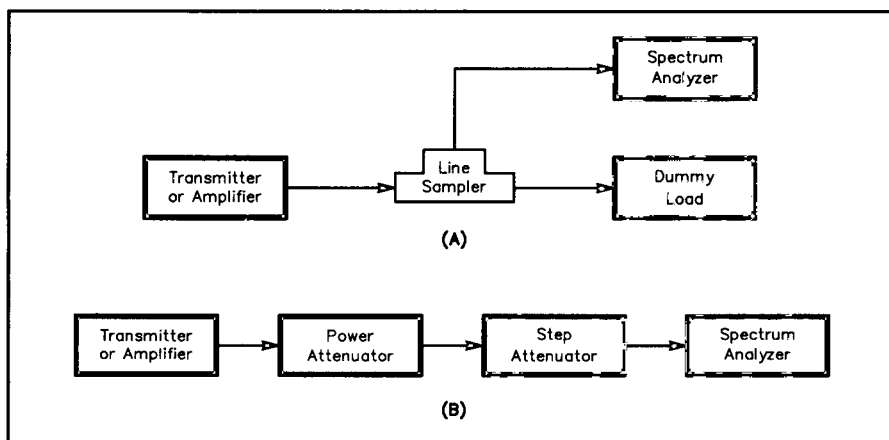 Spectrum
Analyzer
Transmitter
or Amplifier
Line
Sampler
Dummy
Load
(A)
Transmitter
or Amplifier
Power
Attenuator
Step
Attenuator
Spectrum
Analyzer
(B)